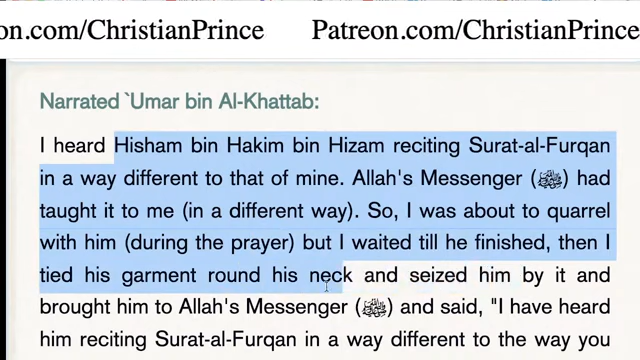 on.com/ChristianPrince Patreon.com/ChristianPrince
Narrated `Umar bin Al-Khattab:
I heard Hisham bin Hakim bin Hizam reciting Surat-al-Furqan
in a way different to that of mine. Allah's Messenger (ﷺ) had
taught it to me (in a different way). So, I was about to quarrel
with him (during the prayer) but I waited till he finished, then I
tied his garment round his neck and seized him by it and
brought him to Allah's Messenger (ﷺ) and said, "I have heard
him reciting Surat-al-Furqan in a way different to the way you